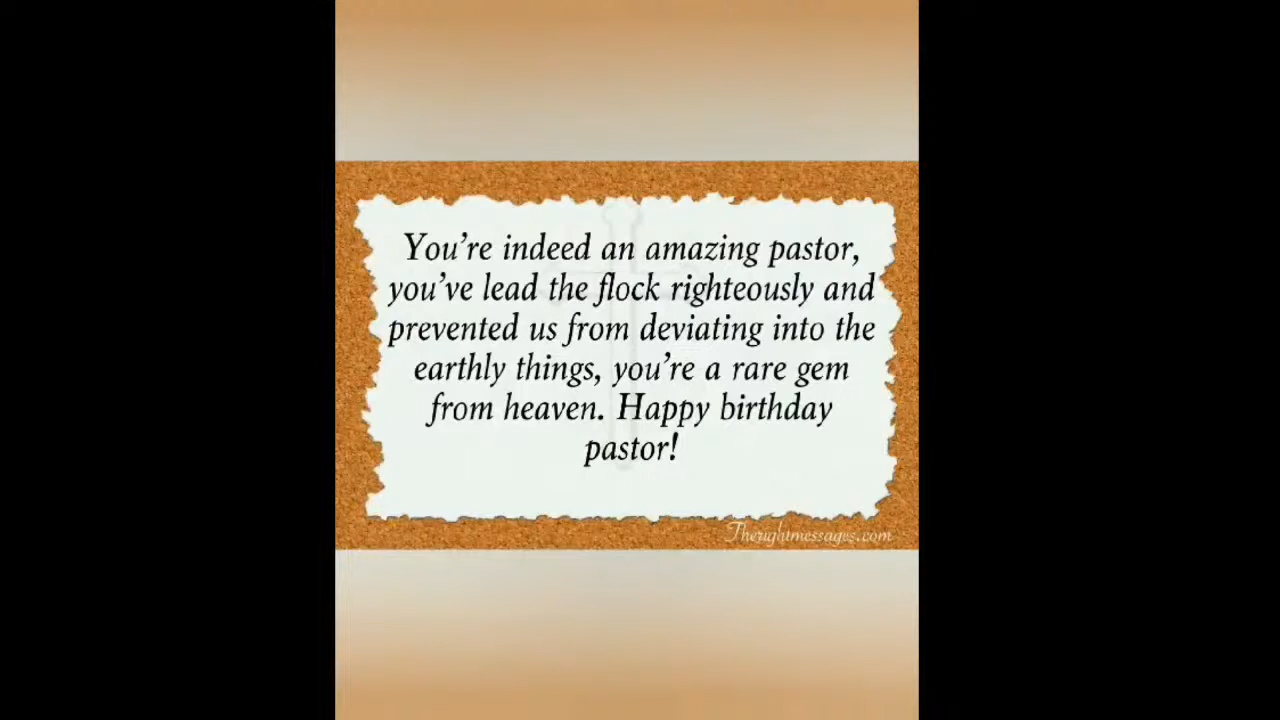 You're indeed an amazing pastor,
you've lead the flock righteously and
prevented us from deviating into the
earthly things, you're a rare gem
from heaven. Happy birthday
pastor!
Therightmessages.com